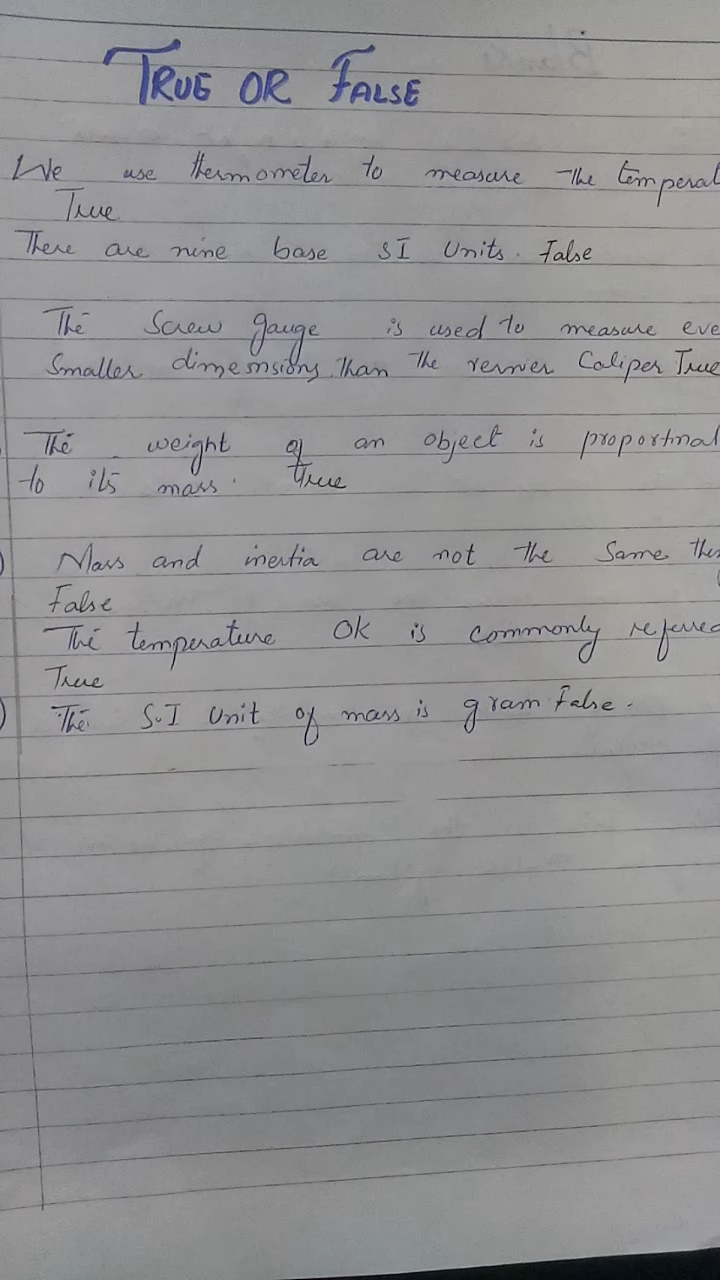 TRUE OR FALSE
We use thermometer to measure the temperat
True
There are nine base SI Units. False
The Screw gauge is used to measure eve
Smaller dimemsions than the vernier Caliper True
The weight of an object is proportnal
to its mass. True
Mass and inertia are not the same
False
The temperature OK is commonly refered
True
The S.I Unit of mass is gram False.